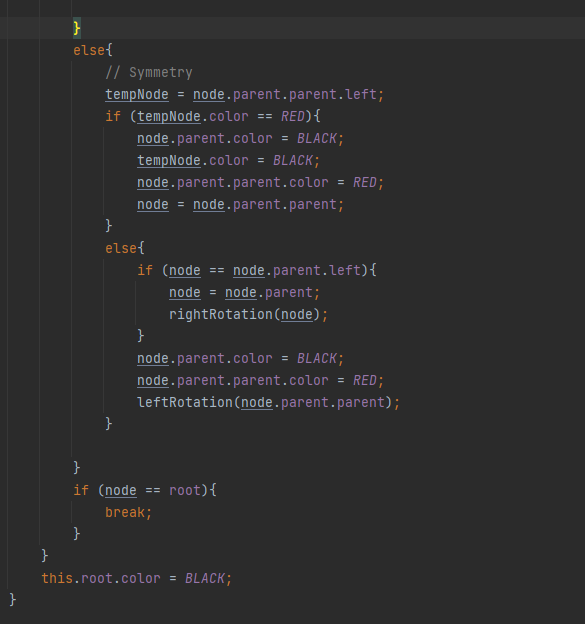 }
else{
// Symmetry
tempNode = node.parent.parent.left;
if (tempNode.color == RED){
node.parent.color = BLACK;
tempNode.color = BLACK;
node.parent.parent.color = RED;
node = node.parent.parent;
}
else{
if (node == node.parent.left){
node = node.parent;
rightRotation(node);
}
node.parent.color = BLACK;
node.parent.parent.color = RED;
leftRotation(node.parent.parent);
}
}
if (node == root){
break;
}
}
this.root.color = BLACK;
}